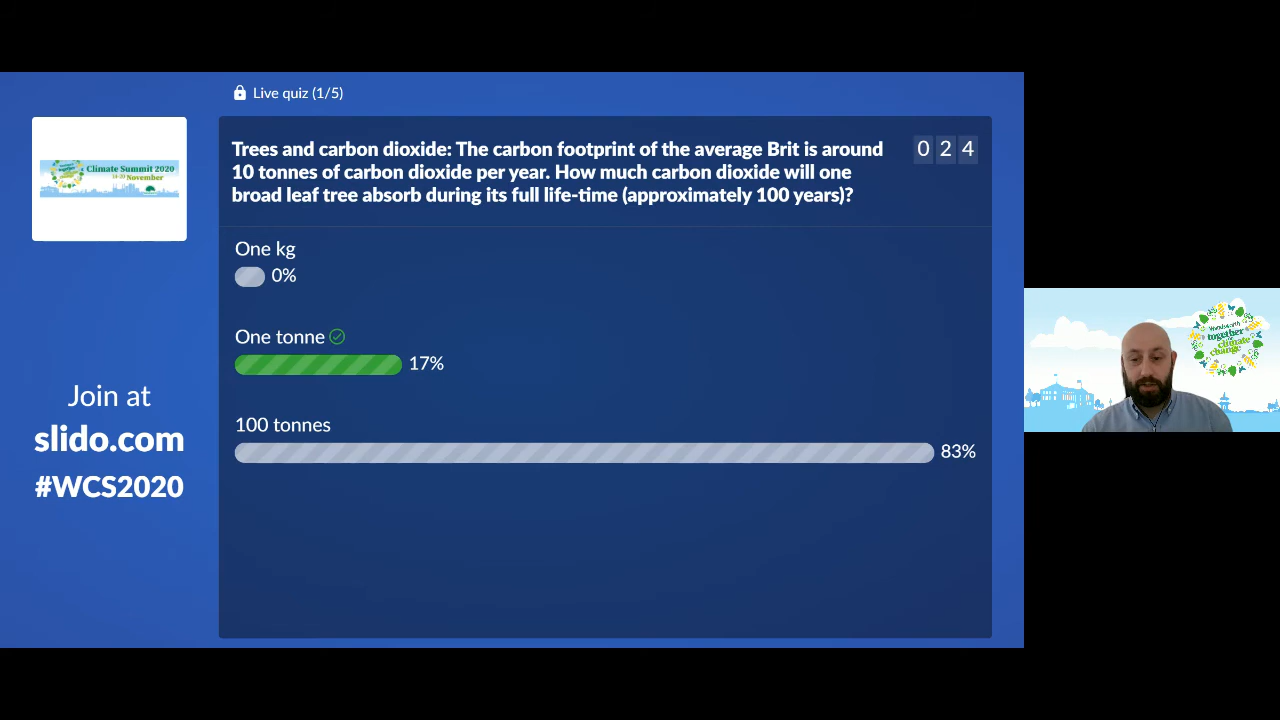 Live quiz (1/5)
Climate Summit 2020
November
Trees and carbon dioxide: The carbon footprint of the average Brit is around
10 tonnes of carbon dioxide per year. How much carbon dioxide will one
broad leaf tree absorb during its full life-time (approximately 100 years)?
0 2 4
One kg
0%
One tonne
17%
100 tonnes
83%
Join at
slido.com
#WCS2020
Wandsworth
together
on
climate
change